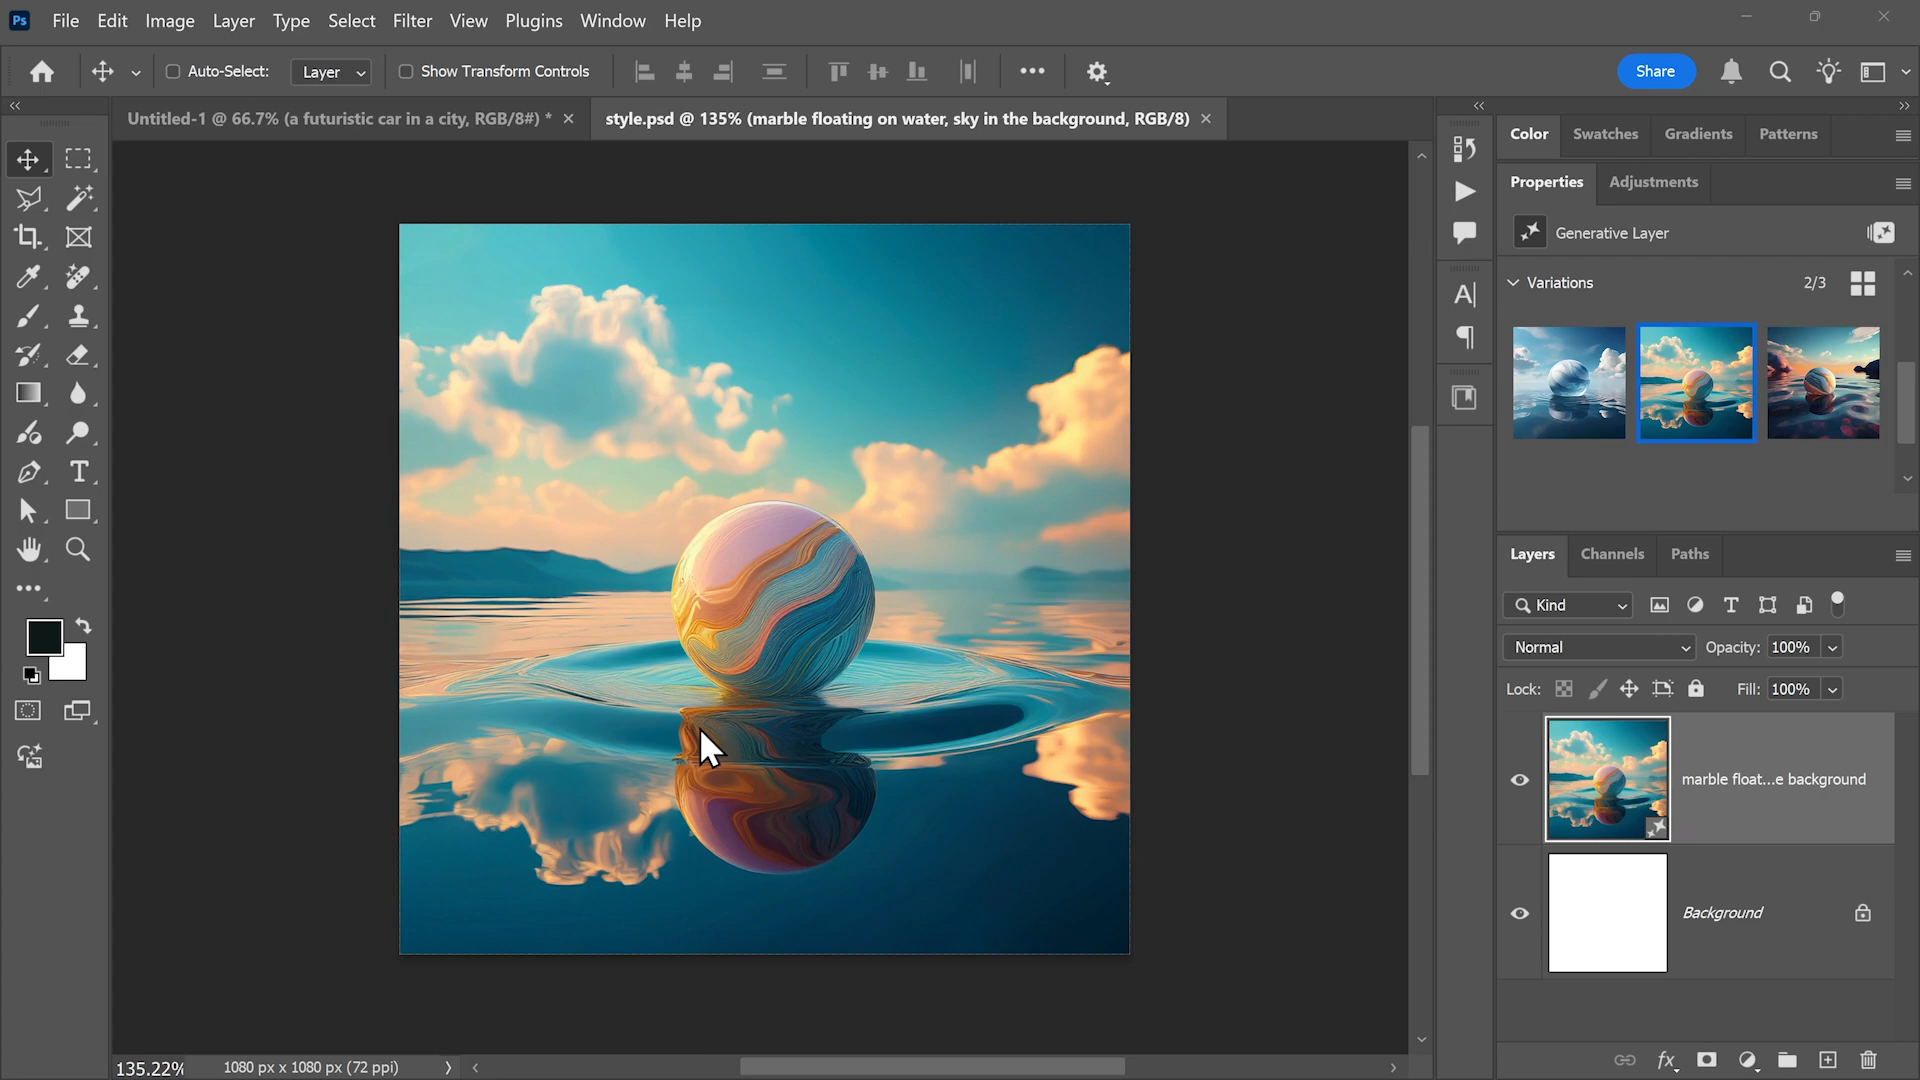 Ps File Edit Image Layer Type Select Filter View Plugins Window Help
Auto-Select: Layer Show Transform Controls Share
Untitled-1 @ 66.7% (a futuristic car in a city, RGB/8#) * style.psd @ 135% (marble floating on water, sky in the background, RGB/8)
Color Swatches Gradients Patterns
Properties Adjustments
Generative Layer
Variations 2/3
Layers Channels Paths
Kind
Normal Opacity: 100%
Lock: Fill: 100%
marble float...e background
Background
135.22% 1080 px x 1080 px (72 ppi)